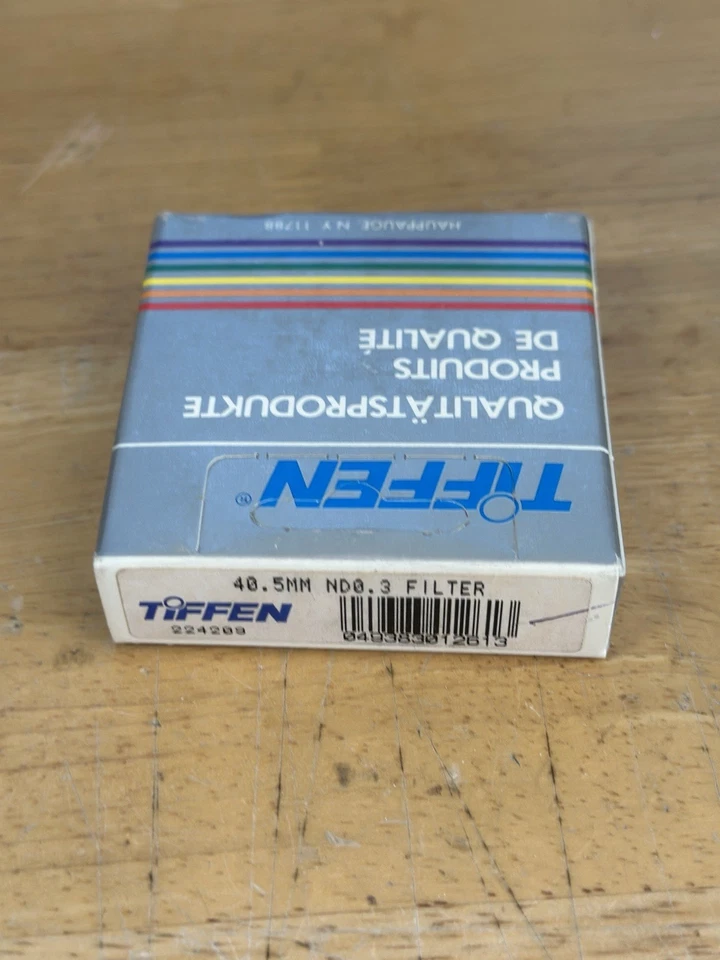 HAUPPAUGE N.Y. 11788
QUALITÄTSPRODUKTE
PRODUITS
DE QUALITÉ
TIFFEN®
40.5MM ND0.3 FILTER
TIFFEN
224209
049383012613